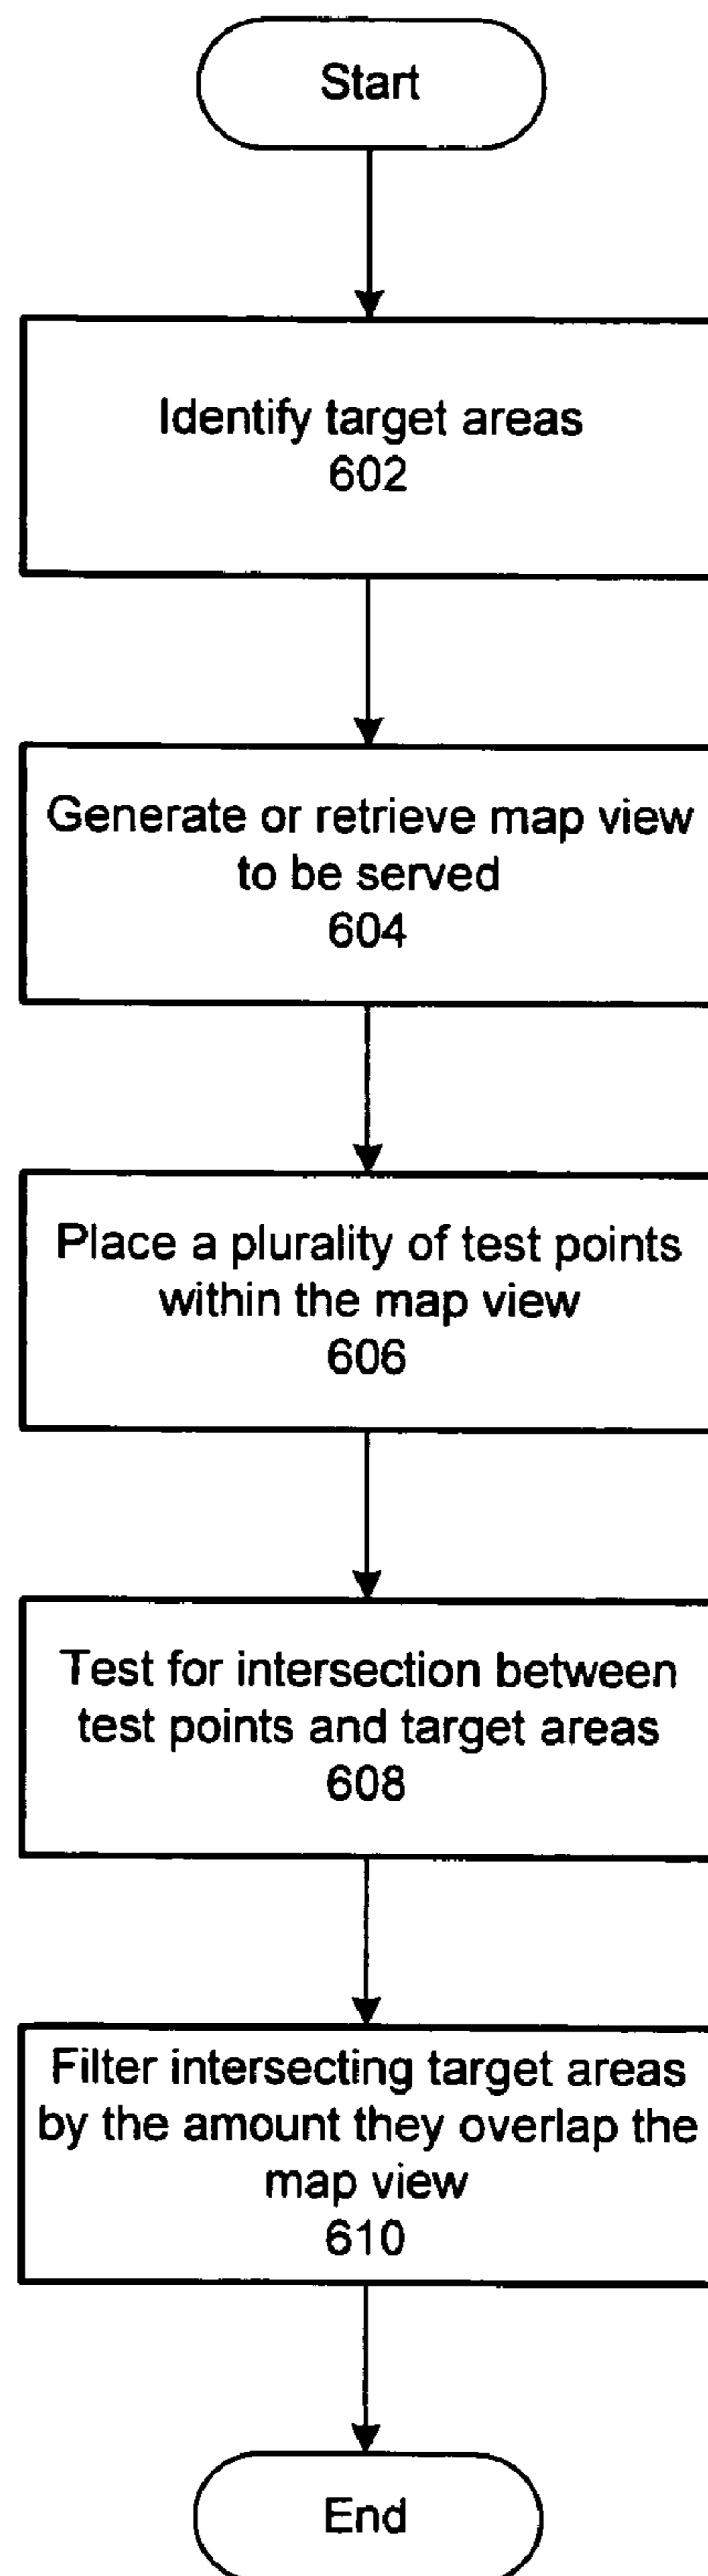 Start
Identify target areas
602
Generate or retrieve map view
to be served
604
Place a plurality of test points
within the map view
606
Test for intersection between
test points and target areas
608
Filter intersecting target areas
by the amount they overlap the
map view
610
End